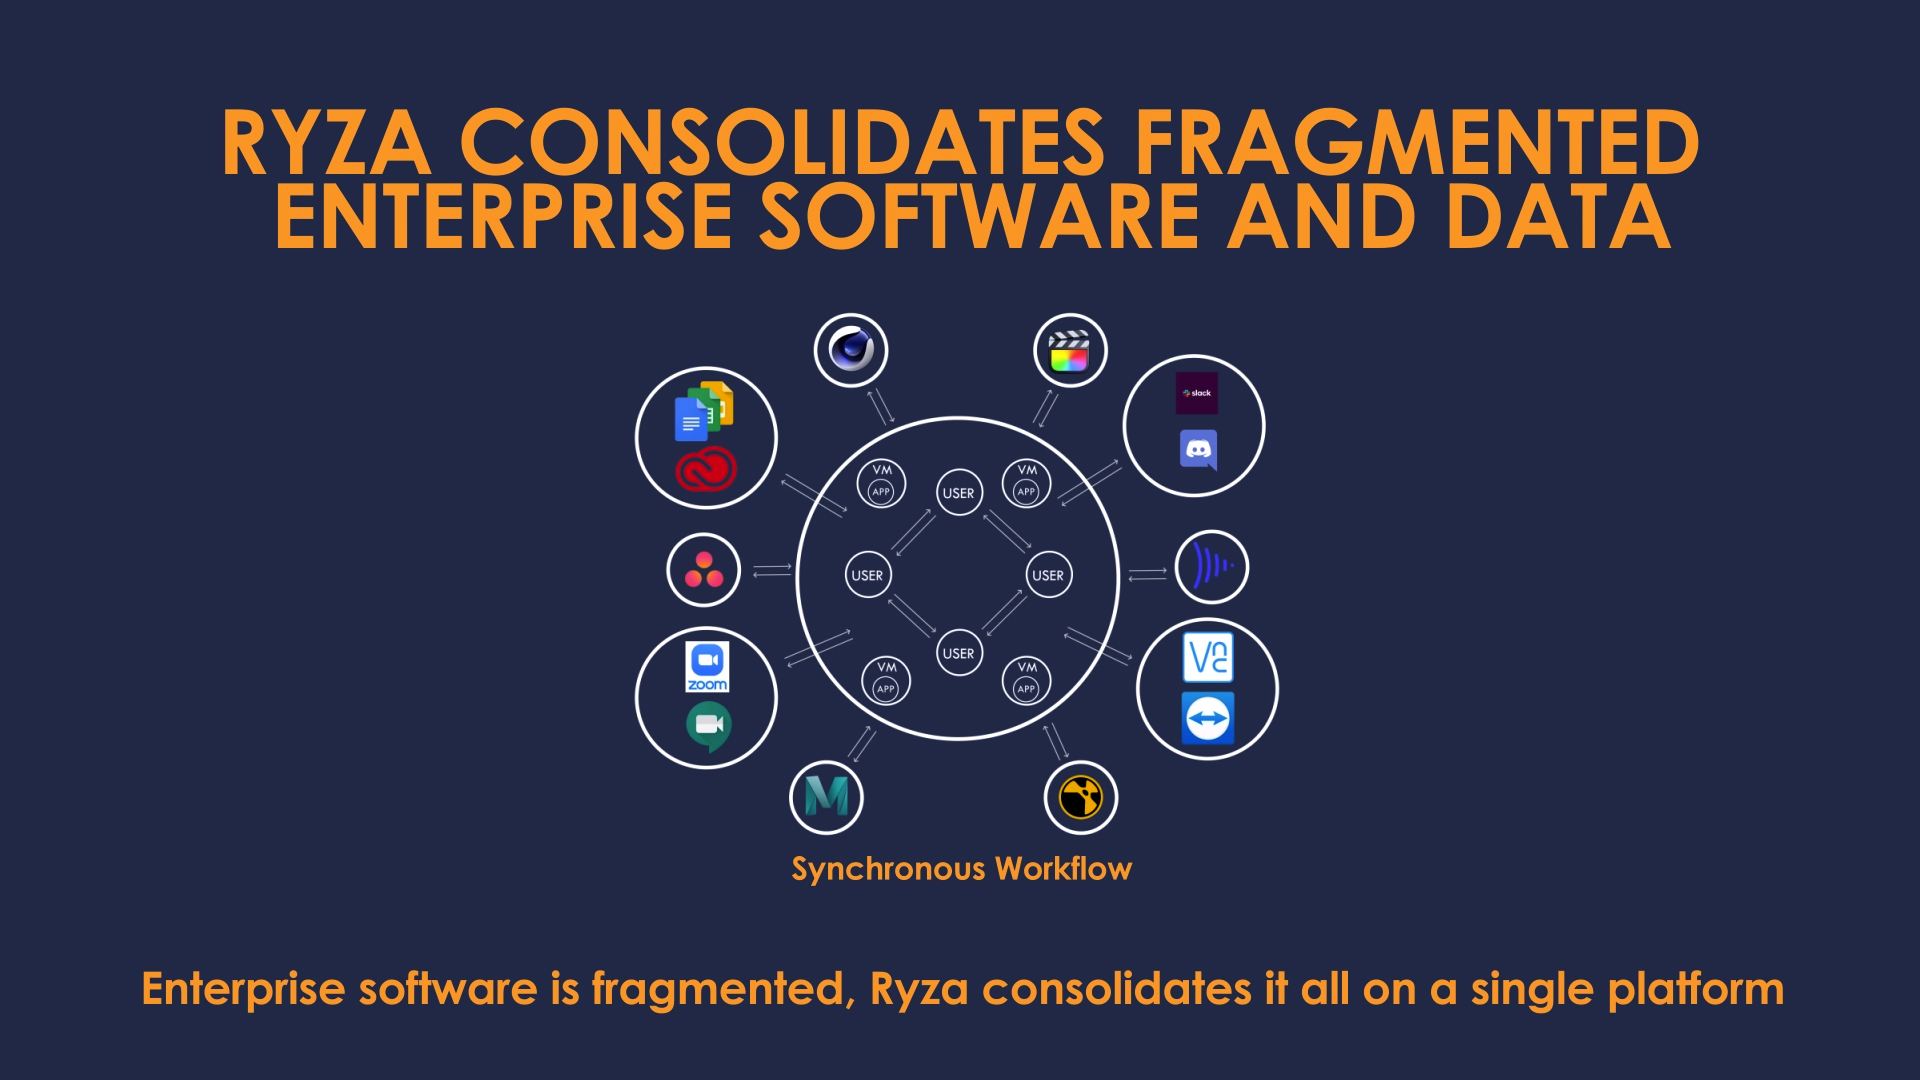 RYZA CONSOLIDATES FRAGMENTED
ENTERPRISE SOFTWARE AND DATA
slack
VM
APP
USER
VM
APP
USER
USER
zoom
USER
VM
APP
VM
APP
Vnc
M
Synchronous Workflow
Enterprise software is fragmented, Ryza consolidates it all on a single platform